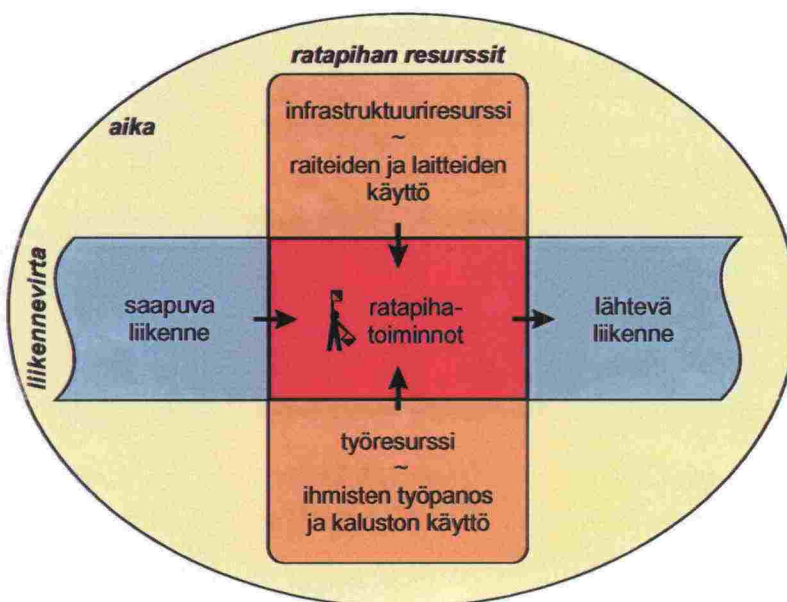 ratapihan resurssit
aika
infrastruktuuriresurssi
~
raiteiden ja laitteiden
käyttö
liikennevirta
saapuva
liikenne
ratapiha-
toiminnot
lähtevä
liikenne
työresurssi
~
ihmisten työpanos
ja kaluston käyttö